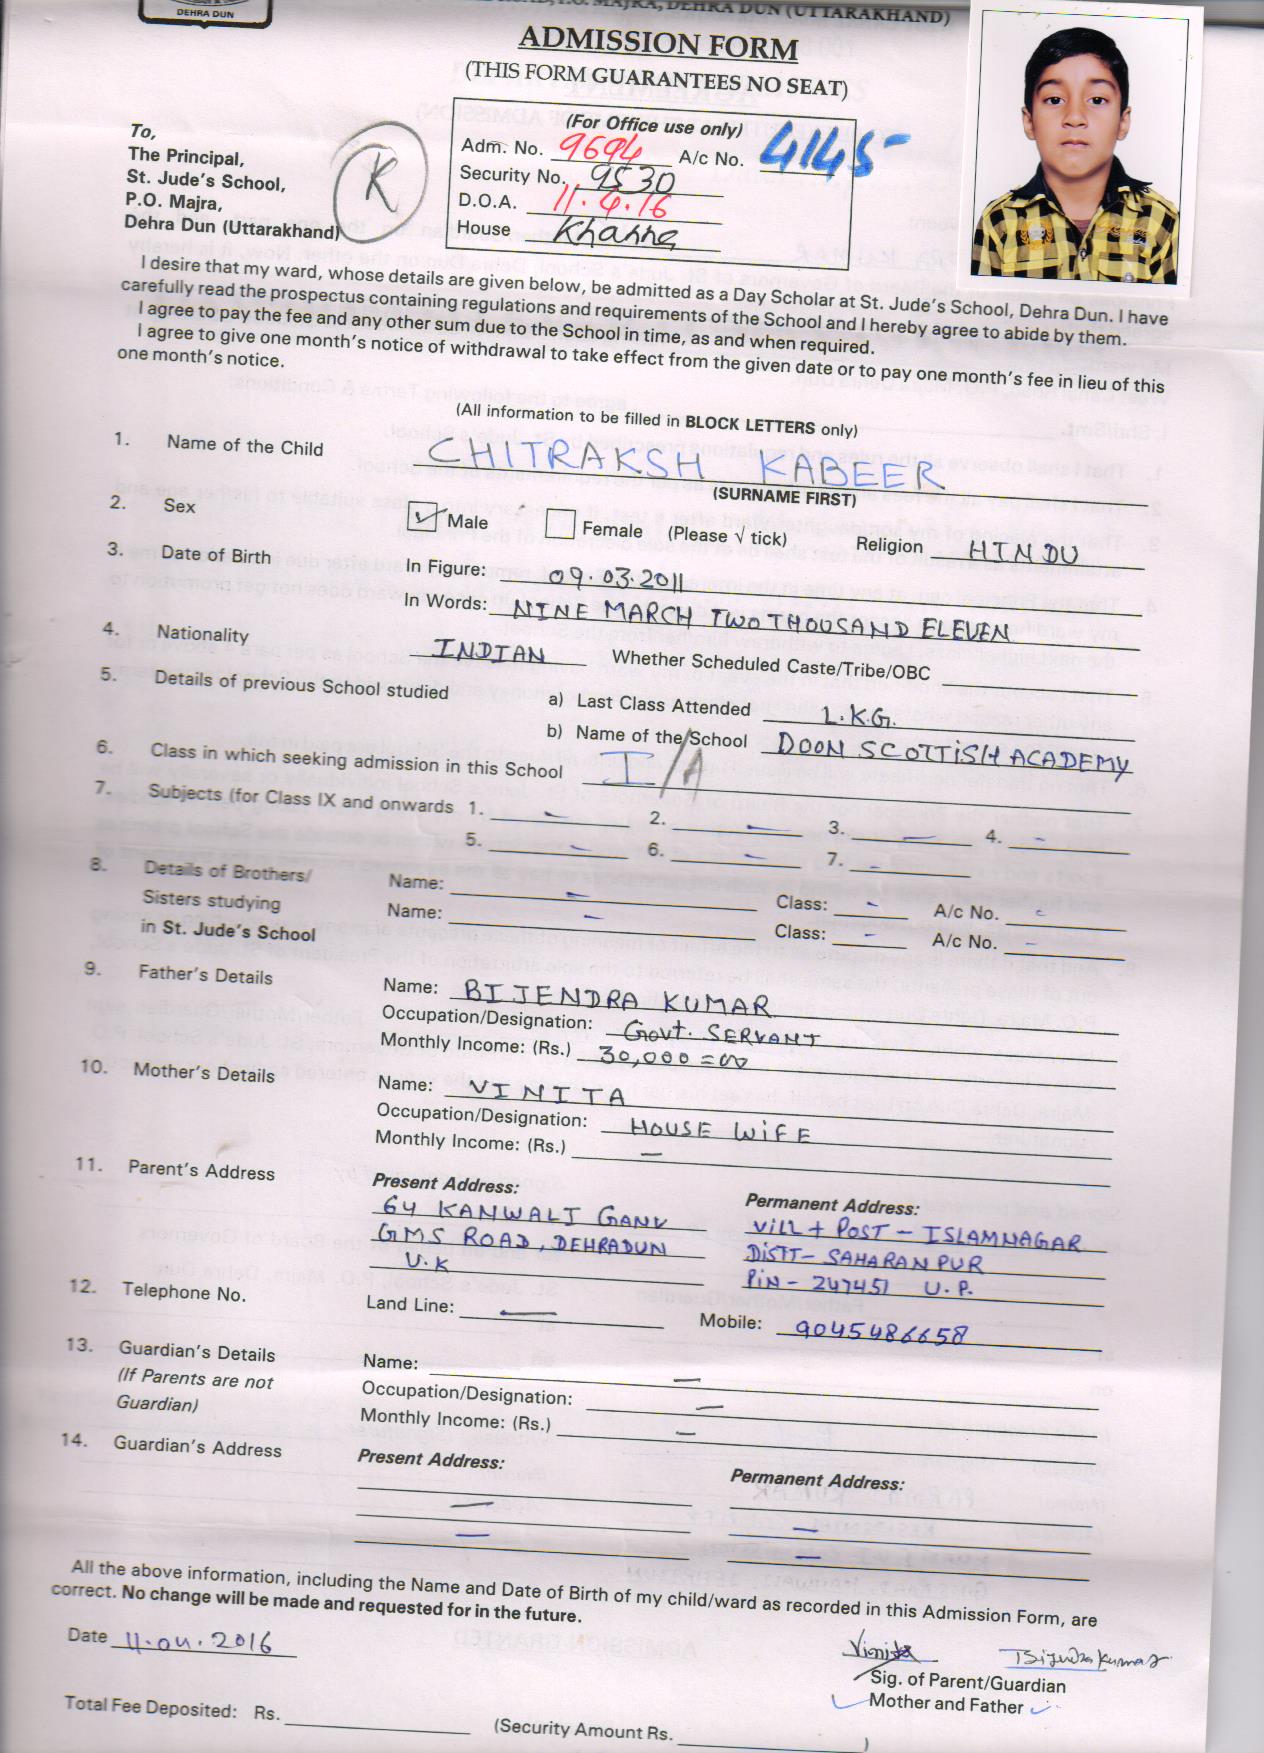 DEHRA DUN
ROAD, P.O. MAJRA, DEHRA DUN (UTTARAKHAND)
ADMISSION FORM
(THIS FORM GUARANTEES NO SEAT)
(For Office use only)
Adm. No. 9694 A/c No. 4145
Security No. 9530
D.O.A. 11.4.16
House Khanna
R
To,
The Principal,
St. Jude's School,
P.O. Majra,
Dehra Dun (Uttarakhand)
I desire that my ward, whose details are given below, be admitted as a Day Scholar at St. Jude's School, Dehra Dun. I have
carefully read the prospectus containing regulations and requirements of the School and I hereby agree to abide by them.
I agree to pay the fee and any other sum due to the School in time, as and when required.
I agree to give one month's notice of withdrawal to take effect from the given date or to pay one month's fee in lieu of this
one month's notice.
(All information to be filled in BLOCK LETTERS only)
1. Name of the Child CHITRAKSH KABEER
(SURNAME FIRST)
2. Sex ✓ Male Female (Please √ tick) Religion HINDU
3. Date of Birth In Figure: 09.03.2011
In Words: NINE MARCH TWO THOUSAND ELEVEN
4. Nationality INDIAN Whether Scheduled Caste/Tribe/OBC
5. Details of previous School studied a) Last Class Attended L.K.G.
b) Name of the School DOON SCOTTISH ACADEMY
6. Class in which seeking admission in this School I/A
7. Subjects (for Class IX and onwards 1. - 2. - 3. - 4. -
5. - 6. - 7. -
8. Details of Brothers/ Name: - Class: - A/c No. -
Sisters studying Name: - Class: - A/c No. -
in St. Jude's School
9. Father's Details Name: BIJENDRA KUMAR
Occupation/Designation: Govt. SERVANT
Monthly Income: (Rs.) 30,000=00
10. Mother's Details Name: VINITA
Occupation/Designation: HOUSE WIFE
Monthly Income: (Rs.) -
11. Parent's Address Present Address: Permanent Address:
64 KANWALI GANV VILL + POST - ISLAMNAGAR
GMS ROAD, DEHRADUN DISTT- SAHARANPUR
U.K PIN- 247451 U.P.
12. Telephone No. Land Line: - Mobile: 9045486658
13. Guardian's Details Name: -
(If Parents are not Occupation/Designation: -
Guardian) Monthly Income: (Rs.) -
14. Guardian's Address Present Address: Permanent Address:
-
- -
-
All the above information, including the Name and Date of Birth of my child/ward as recorded in this Admission Form, are
correct. No change will be made and requested for in the future.
Date 11.04.2016 Vinita Bijendra Kumar
Sig. of Parent/Guardian
✓ Mother and Father ✓
Total Fee Deposited: Rs. (Security Amount Rs. )